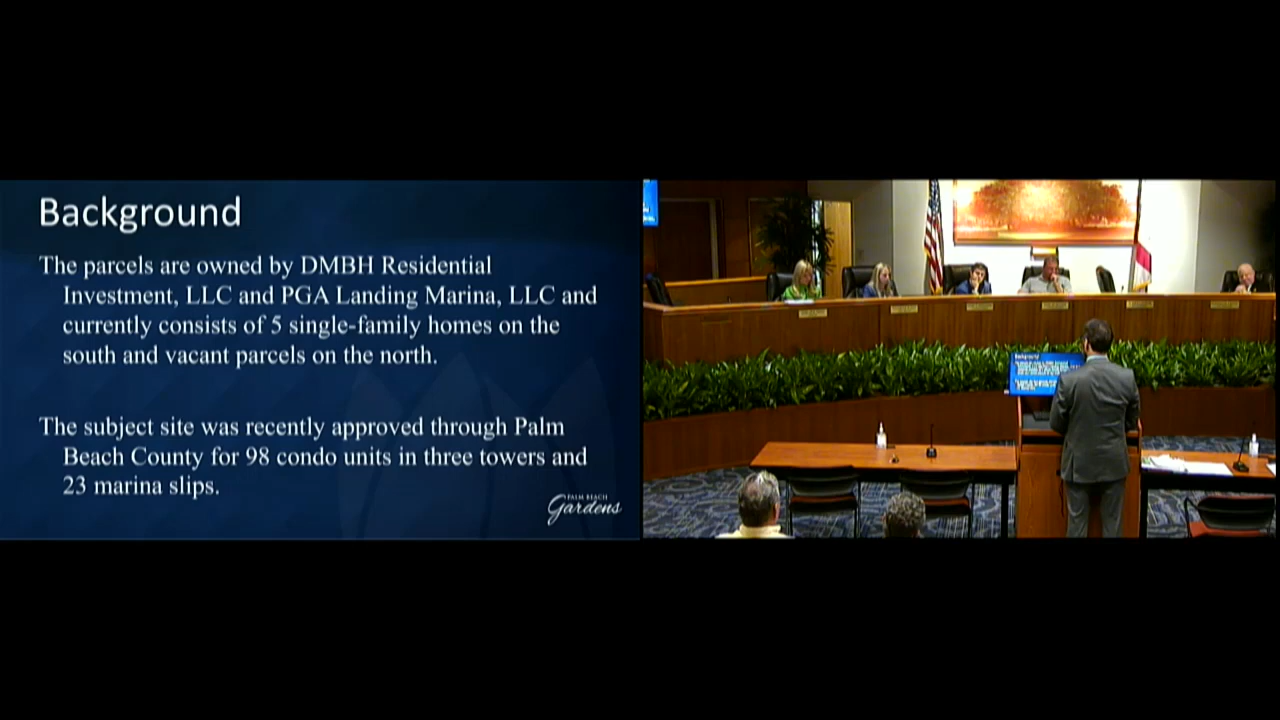 Background
The parcels are owned by DMBH Residential
Investment, LLC and PGA Landing Marina, LLC and
currently consists of 5 single-family homes on the
south and vacant parcels on the north.
The subject site was recently approved through Palm
Beach County for 98 condo units in three towers and
23 marina slips.
PALM BEACH
Gardens
Background